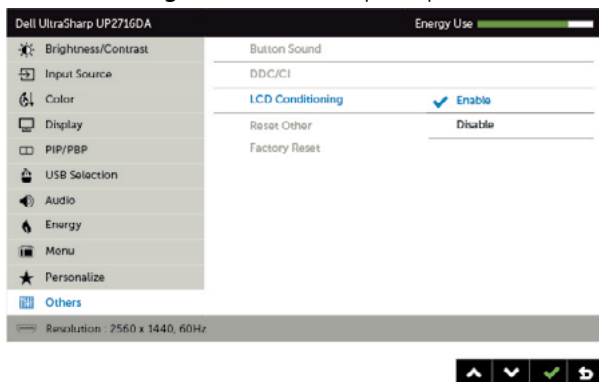 Dell UltraSharp UP2716DA
Energy Use
Brightness/Contrast
Button Sound
Input Source
DDC/CI
Color
LCD Conditioning
Enable
Display
Reset Other
Disable
PIP/PBP
Factory Reset
USB Selection
Audio
Energy
Menu
Personalize
Others
Resolution : 2560 x 1440, 60Hz